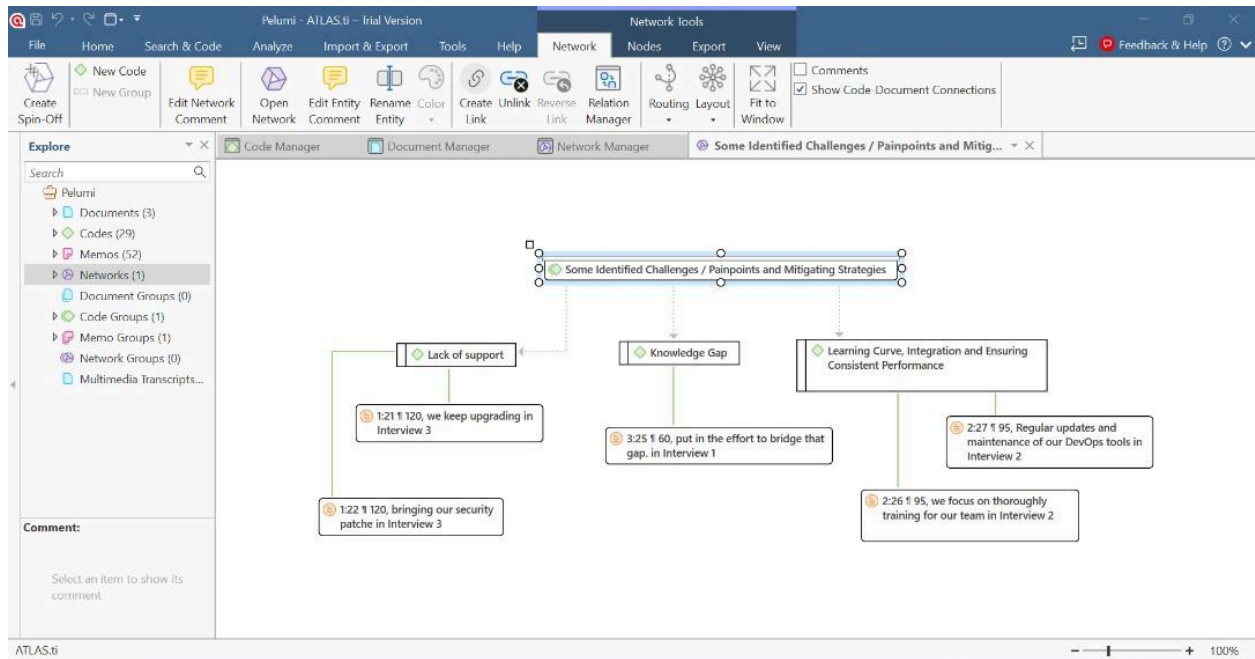 Pelumi - ATLAS.ti – Trial Version
Network Tools
File Home Search & Code Analyze Import & Export Tools Help Network Nodes Export View Feedback & Help
Create Spin-Off
New Code
New Group
Edit Network Comment
Open Network
Edit Entity Comment
Rename Entity
Color
Create Link
Unlink
Reverse Link
Relation Manager
Routing
Layout
Fit to Window
Comments
Show Code-Document Connections
Explore
Code Manager
Document Manager
Network Manager
Some Identified Challenges / Painpoints and Mitig...
Search
Pelumi
Documents (3)
Codes (29)
Memos (52)
Networks (1)
Document Groups (0)
Code Groups (1)
Memo Groups (1)
Network Groups (0)
Multimedia Transcripts...
Some Identified Challenges / Painpoints and Mitigating Strategies
Lack of support
Knowledge Gap
Learning Curve, Integration and Ensuring
Consistent Performance
1:21 ¶ 120, we keep upgrading in
Interview 3
3:25 ¶ 60, put in the effort to bridge that
gap. in Interview 1
2:27 ¶ 95, Regular updates and
maintenance of our DevOps tools in
Interview 2
1:22 ¶ 120, bringing our security
patche in Interview 3
2:26 ¶ 95, we focus on thoroughly
training for our team in Interview 2
Comment:
Select an item to show its
comment
ATLAS.ti
100%